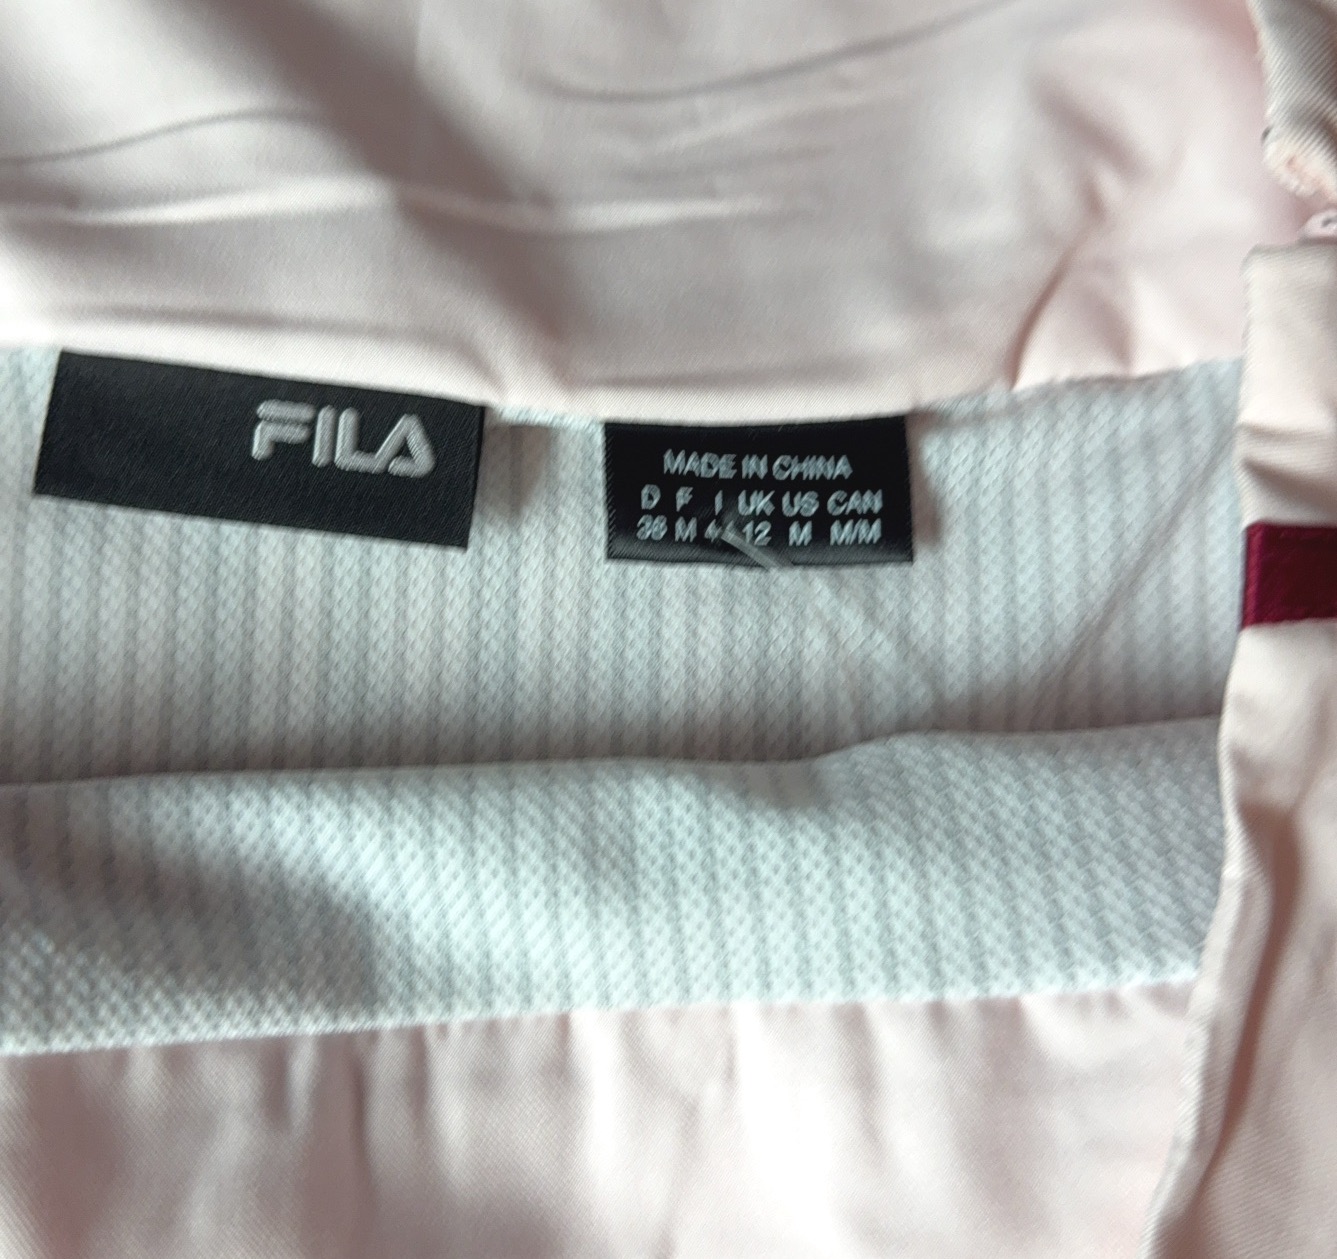 FILA
MADE IN CHINA
D F I UK US CAN
38 M 12 M M/M